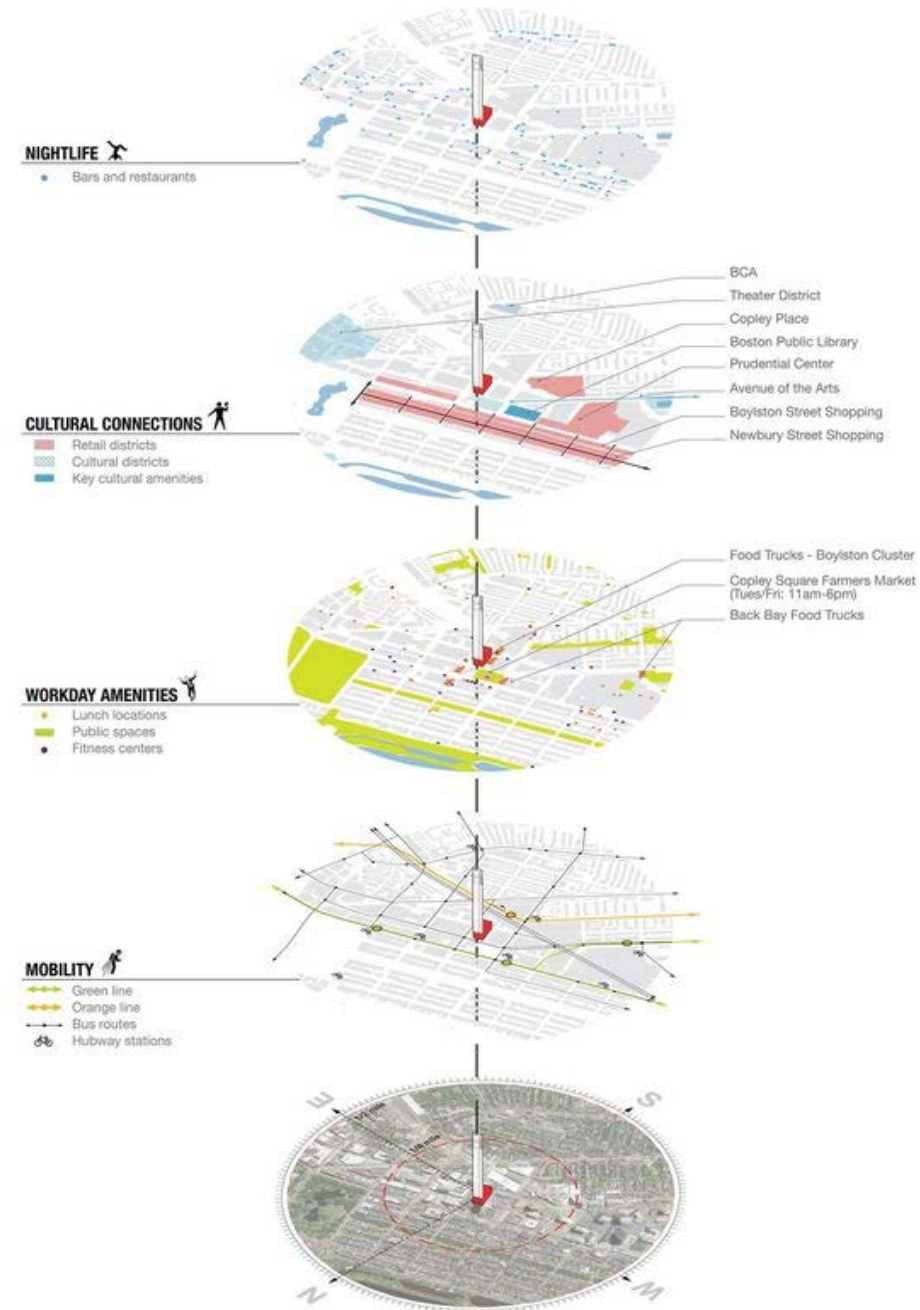 NIGHTLIFE
Bars and restaurants
BCA
Theater District
Copley Place
Boston Public Library
Prudential Center
Avenue of the Arts
Boylston Street Shopping
Newbury Street Shopping
CULTURAL CONNECTIONS
Retail districts
Cultural districts
Key cultural amenities
Food Trucks - Boylston Cluster
Copley Square Farmers Market
(Tues/Fri: 11am-6pm)
Back Bay Food Trucks
WORKDAY AMENITIES
Lunch locations
Public spaces
Fitness centers
MOBILITY
Green line
Orange line
Bus routes
Hubway stations
E
S
1/2 mile
N
W